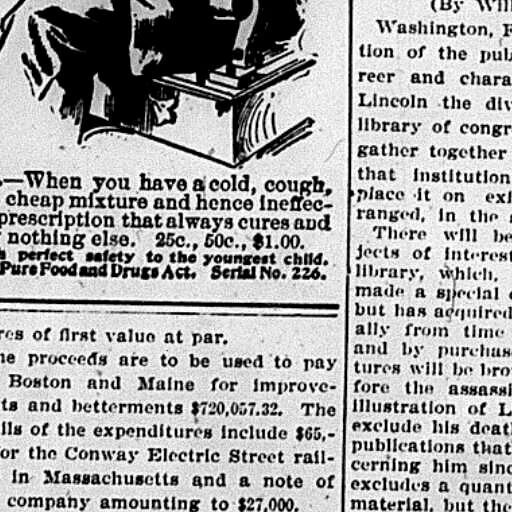 .—When you have a cold, cough,
cheap mixture and hence ineffec-
prescription that always cures and
nothing else. 25c., 50c., $1.00.
perfect safety to the youngest child.
Pure Food and Drugs Act. Serial No. 226.
res of first value at par.
ne proceeds are to be used to pay
Boston and Maine for improve-
ts and betterments $720,057.32. The
ils of the expenditures include $65,-
or the Conway Electric Street rail-
in Massachusetts and a note of
company amounting to $27,000.
(By Will
Washington, F
tion of the pub
reer and chara
Lincoln the div
library of congr
gather together
that institution
place it on exh
ranged, in the
There will be
jects of interest
library, which,
made a special
but has acquired
ally from time
and by purchas
tures will be bro
fore the assassi
illustration of L
exclude his deat
publications that
cerning him sinc
excludes a quant
material, but the